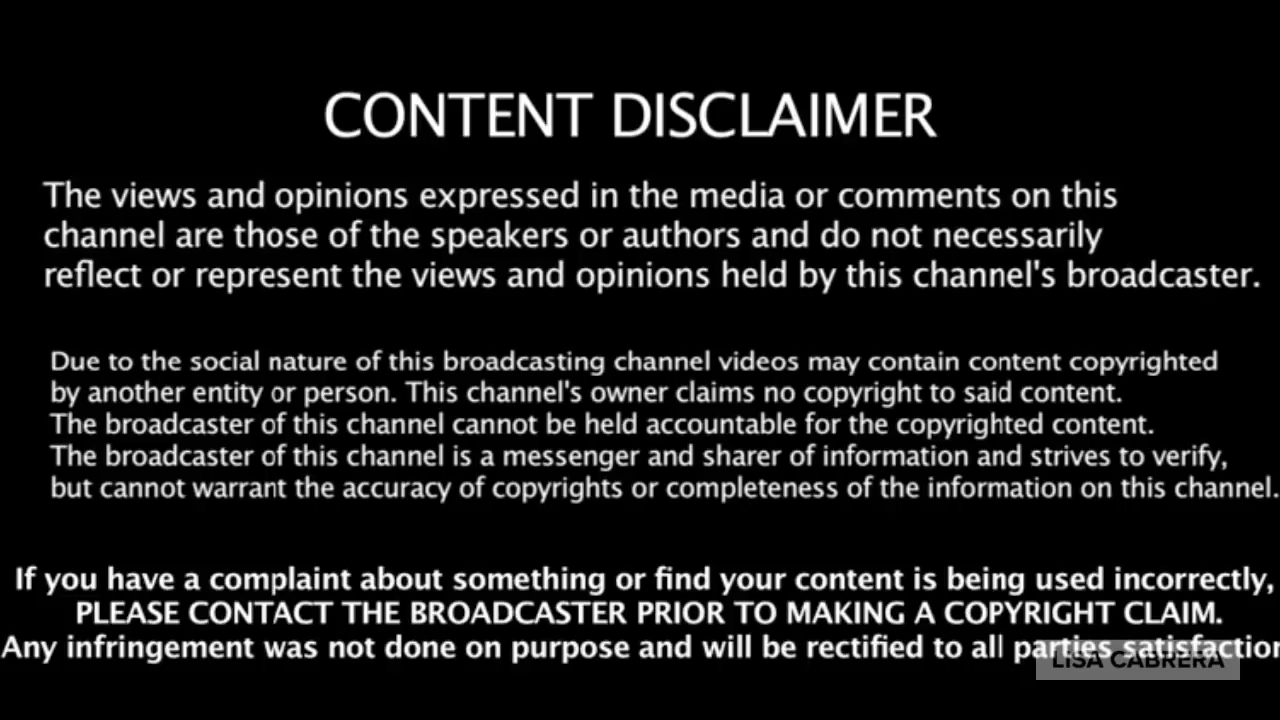 CONTENT DISCLAIMER
The views and opinions expressed in the media or comments on this
channel are those of the speakers or authors and do not necessarily
reflect or represent the views and opinions held by this channel's broadcaster.
Due to the social nature of this broadcasting channel videos may contain content copyrighted
by another entity or person. This channel's owner claims no copyright to said content.
The broadcaster of this channel cannot be held accountable for the copyrighted content.
The broadcaster of this channel is a messenger and sharer of information and strives to verify,
but cannot warrant the accuracy of copyrights or completeness of the information on this channel.
If you have a complaint about something or find your content is being used incorrectly,
PLEASE CONTACT THE BROADCASTER PRIOR TO MAKING A COPYRIGHT CLAIM.
Any infringement was not done on purpose and will be rectified to all parties satisfaction
LISA CABRERA